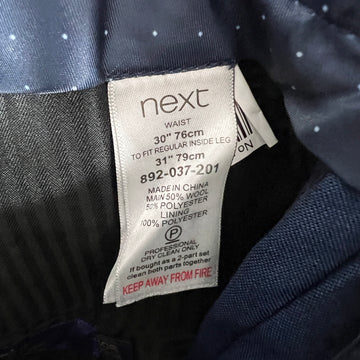 next
WAIST
30" 76cm
TO FIT REGULAR INSIDE LEG
31" 79cm
892-037-201
MADE IN CHINA
MAIN 50% WOOL
50% POLYESTER
LINING
100% POLYESTER
P
PROFESSIONAL
DRY CLEAN ONLY
If bought as a 2-part set
clean both parts together
KEEP AWAY FROM FIRE
ON